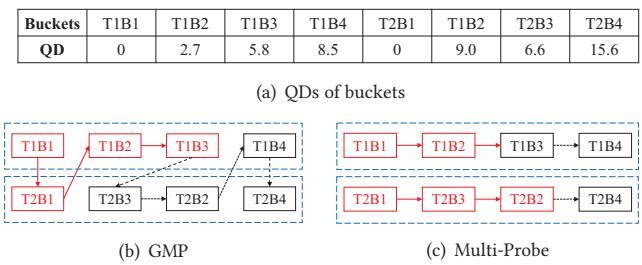 Buckets T1B1 T1B2 T1B3 T1B4 T2B1 T1B2 T2B3 T2B4
QD 0 2.7 5.8 8.5 0 9.0 6.6 15.6
(a) QDs of buckets
T1B1 T1B2 T1B3 T1B4
T2B1 T2B3 T2B2 T2B4
(b) GMP
T1B1 T1B2 T1B3 T1B4
T2B1 T2B3 T2B2 T2B4
(c) Multi-Probe